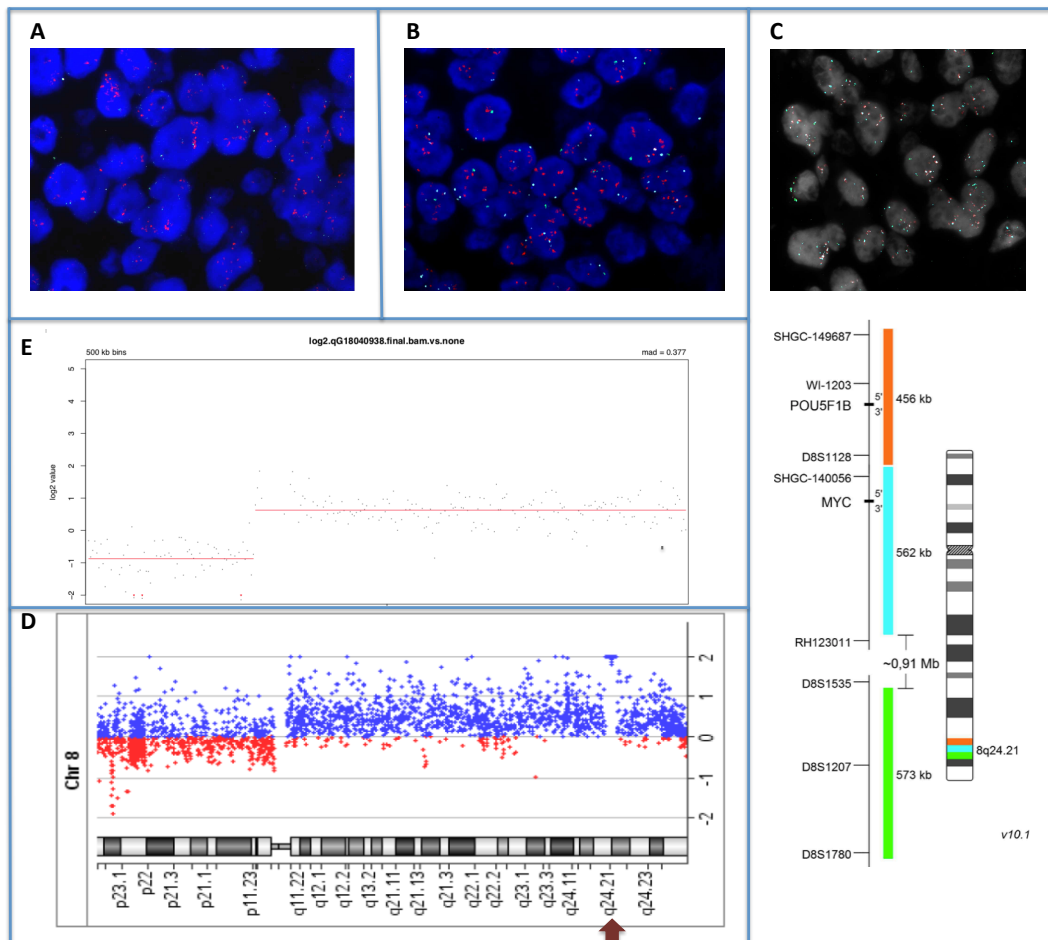 A
B
C
E
log2.qG18040938.final.bam.vs.none
500 kb bins
mad = 0.377
log2 value
5
4
3
2
1
0
-1
-2
SHGC-149687
WI-1203
POU5F1B
5'
3'
456 kb
D8S1128
SHGC-140056
MYC
5'
3'
562 kb
RH123011
~0,91 Mb
D8S1535
D8S1207
573 kb
D8S1780
8q24.21
v10.1
D
Chr 8
2
1
0
-1
-2
p23.1
p22
p21.3
p21.1
p11.23
q11.22
q12.1
q12.2
q13.2
q21.11
q21.13
q21.3
q22.1
q22.2
q23.1
q23.3
q24.11
q24.21
q24.23